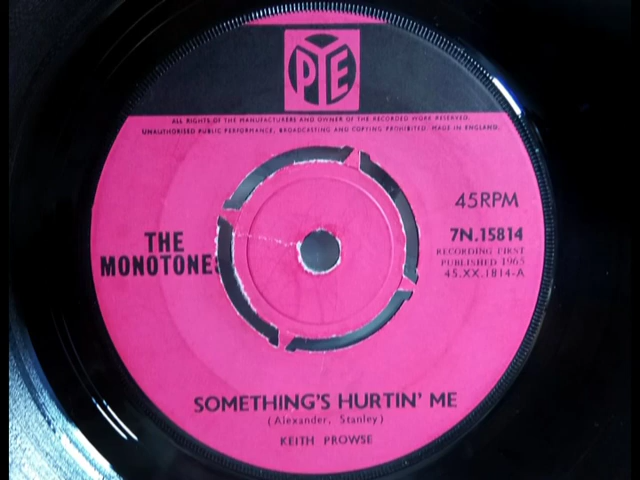 PYE
ALL RIGHTS OF THE MANUFACTURERS AND OWNER OF THE RECORDED WORK RESERVED.
UNAUTHORISED PUBLIC PERFORMANCE, BROADCASTING AND COPYING PROHIBITED. MADE IN ENGLAND.
45RPM
THE
MONOTONES
7N.15814
RECORDING FIRST
PUBLISHED 1965
45.XX.1814-A
SOMETHING'S HURTIN' ME
(Alexander, Stanley)
KEITH PROWSE